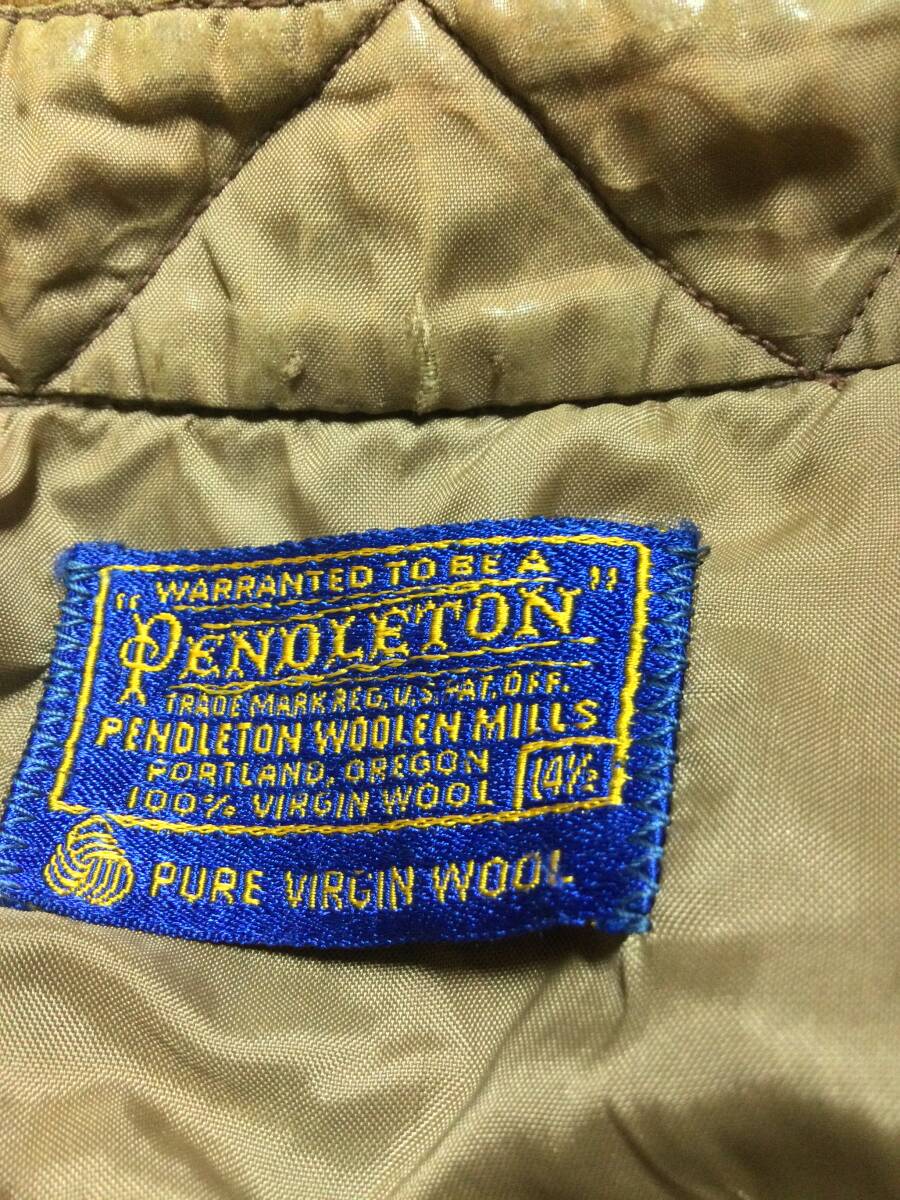 WARRANTED TO BE A
"PENDLETON"
TRADE MARK REG. U.S. PAT. OFF.
PENDLETON WOOLEN MILLS
PORTLAND, OREGON
100% VIRGIN WOOL 14½
PURE VIRGIN WOOL